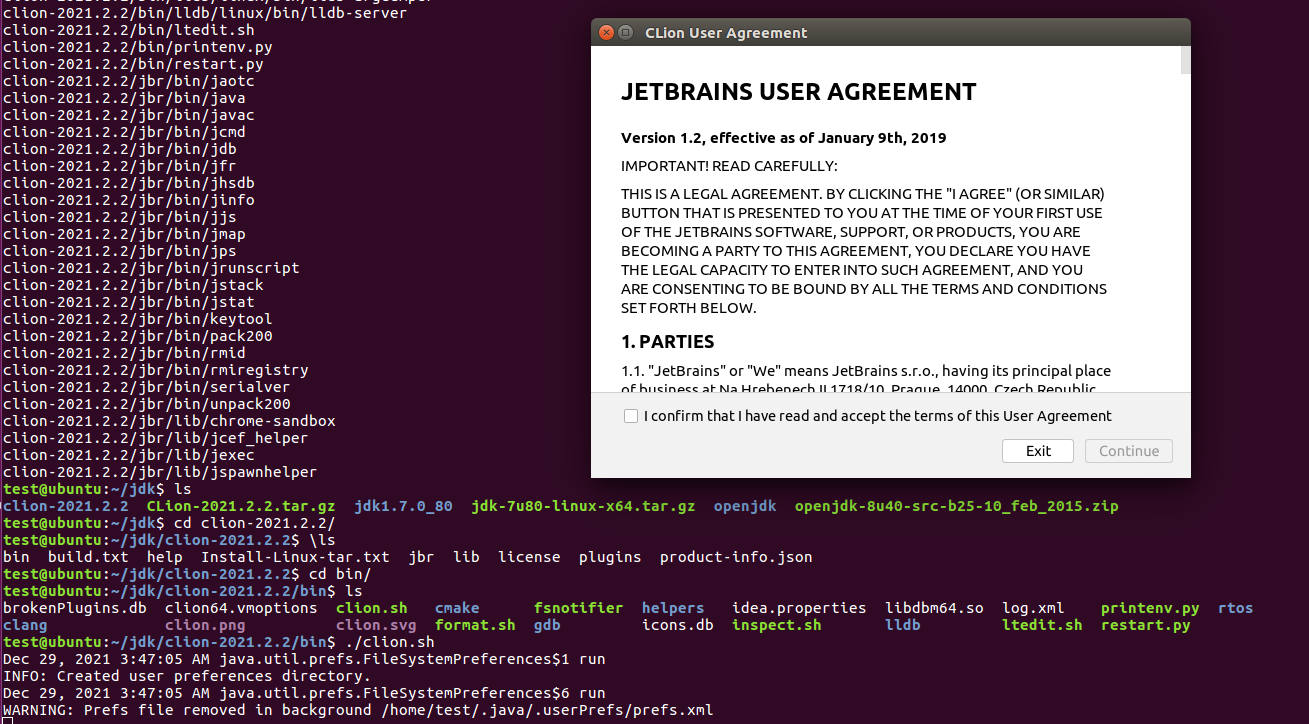 clion-2021.2.2/bin/lldb/linux/bin/lldb-server
clion-2021.2.2/bin/ltedit.sh
clion-2021.2.2/bin/printenv.py
clion-2021.2.2/bin/restart.py
clion-2021.2.2/jbr/bin/jaotc
clion-2021.2.2/jbr/bin/java
clion-2021.2.2/jbr/bin/javac
clion-2021.2.2/jbr/bin/jcmd
clion-2021.2.2/jbr/bin/jdb
clion-2021.2.2/jbr/bin/jfr
clion-2021.2.2/jbr/bin/jhsdb
clion-2021.2.2/jbr/bin/jinfo
clion-2021.2.2/jbr/bin/jjs
clion-2021.2.2/jbr/bin/jmap
clion-2021.2.2/jbr/bin/jps
clion-2021.2.2/jbr/bin/jrunscript
clion-2021.2.2/jbr/bin/jstack
clion-2021.2.2/jbr/bin/jstat
clion-2021.2.2/jbr/bin/keytool
clion-2021.2.2/jbr/bin/pack200
clion-2021.2.2/jbr/bin/rmid
clion-2021.2.2/jbr/bin/rmiregistry
clion-2021.2.2/jbr/bin/serialver
clion-2021.2.2/jbr/bin/unpack200
clion-2021.2.2/jbr/lib/chrome-sandbox
clion-2021.2.2/jbr/lib/jcef_helper
clion-2021.2.2/jbr/lib/jexec
clion-2021.2.2/jbr/lib/jspawnhelper
test@ubuntu:~/jdk$ ls
clion-2021.2.2  CLion-2021.2.2.tar.gz  jdk1.7.0_80  jdk-7u80-linux-x64.tar.gz  openjdk  openjdk-8u40-src-b25-10_feb_2015.zip
test@ubuntu:~/jdk$ cd clion-2021.2.2/
test@ubuntu:~/jdk/clion-2021.2.2$ \ls
bin  build.txt  help  Install-Linux-tar.txt  jbr  lib  license  plugins  product-info.json
test@ubuntu:~/jdk/clion-2021.2.2$ cd bin/
test@ubuntu:~/jdk/clion-2021.2.2/bin$ ls
brokenPlugins.db  clion64.vmoptions  clion.sh   cmake      fsnotifier  helpers   idea.properties  libdbm64.so  log.xml    printenv.py  rtos
clang             clion.png          clion.svg  format.sh  gdb         icons.db  inspect.sh       lldb         ltedit.sh  restart.py
test@ubuntu:~/jdk/clion-2021.2.2/bin$ ./clion.sh
Dec 29, 2021 3:47:05 AM java.util.prefs.FileSystemPreferences$1 run
INFO: Created user preferences directory.
Dec 29, 2021 3:47:05 AM java.util.prefs.FileSystemPreferences$6 run
WARNING: Prefs file removed in background /home/test/.java/.userPrefs/prefs.xml
CLion User Agreement
JETBRAINS USER AGREEMENT
Version 1.2, effective as of January 9th, 2019
IMPORTANT! READ CAREFULLY:
THIS IS A LEGAL AGREEMENT. BY CLICKING THE "I AGREE" (OR SIMILAR)
BUTTON THAT IS PRESENTED TO YOU AT THE TIME OF YOUR FIRST USE
OF THE JETBRAINS SOFTWARE, SUPPORT, OR PRODUCTS, YOU ARE
BECOMING A PARTY TO THIS AGREEMENT, YOU DECLARE YOU HAVE
THE LEGAL CAPACITY TO ENTER INTO SUCH AGREEMENT, AND YOU
ARE CONSENTING TO BE BOUND BY ALL THE TERMS AND CONDITIONS
SET FORTH BELOW.
1. PARTIES
1.1. "JetBrains" or "We" means JetBrains s.r.o., having its principal place
of business at Na Hrebenech II 1718/10, Prague, 14000, Czech Republic
I confirm that I have read and accept the terms of this User Agreement
Exit
Continue